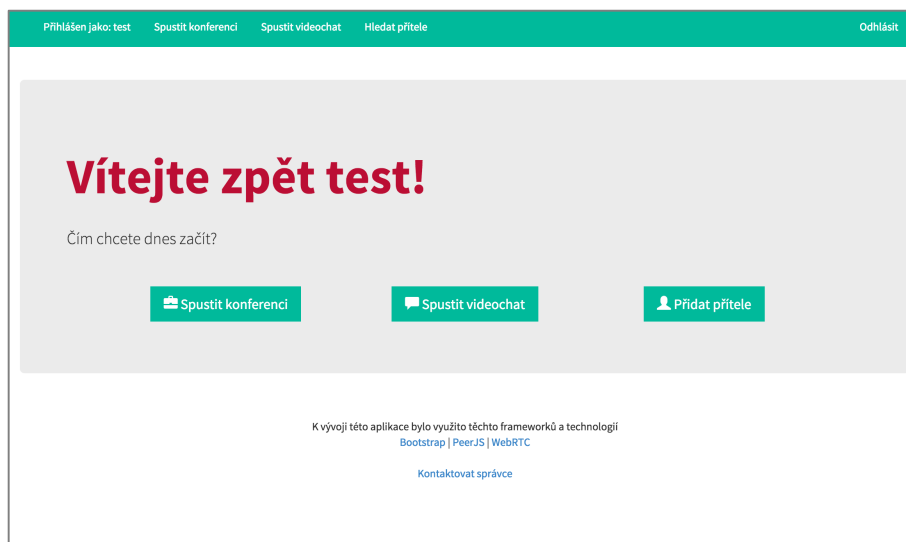 Přihlášen jako: test Spustit konferenci Spustit videochat Hledat přítele Odhlásit
Vítejte zpět test!
Čím chcete dnes začít?
Spustit konferenci Spustit videochat Přidat přítele
K vývoji této aplikace bylo využito těchto frameworků a technologií
Bootstrap | PeerJS | WebRTC
Kontaktovat správce